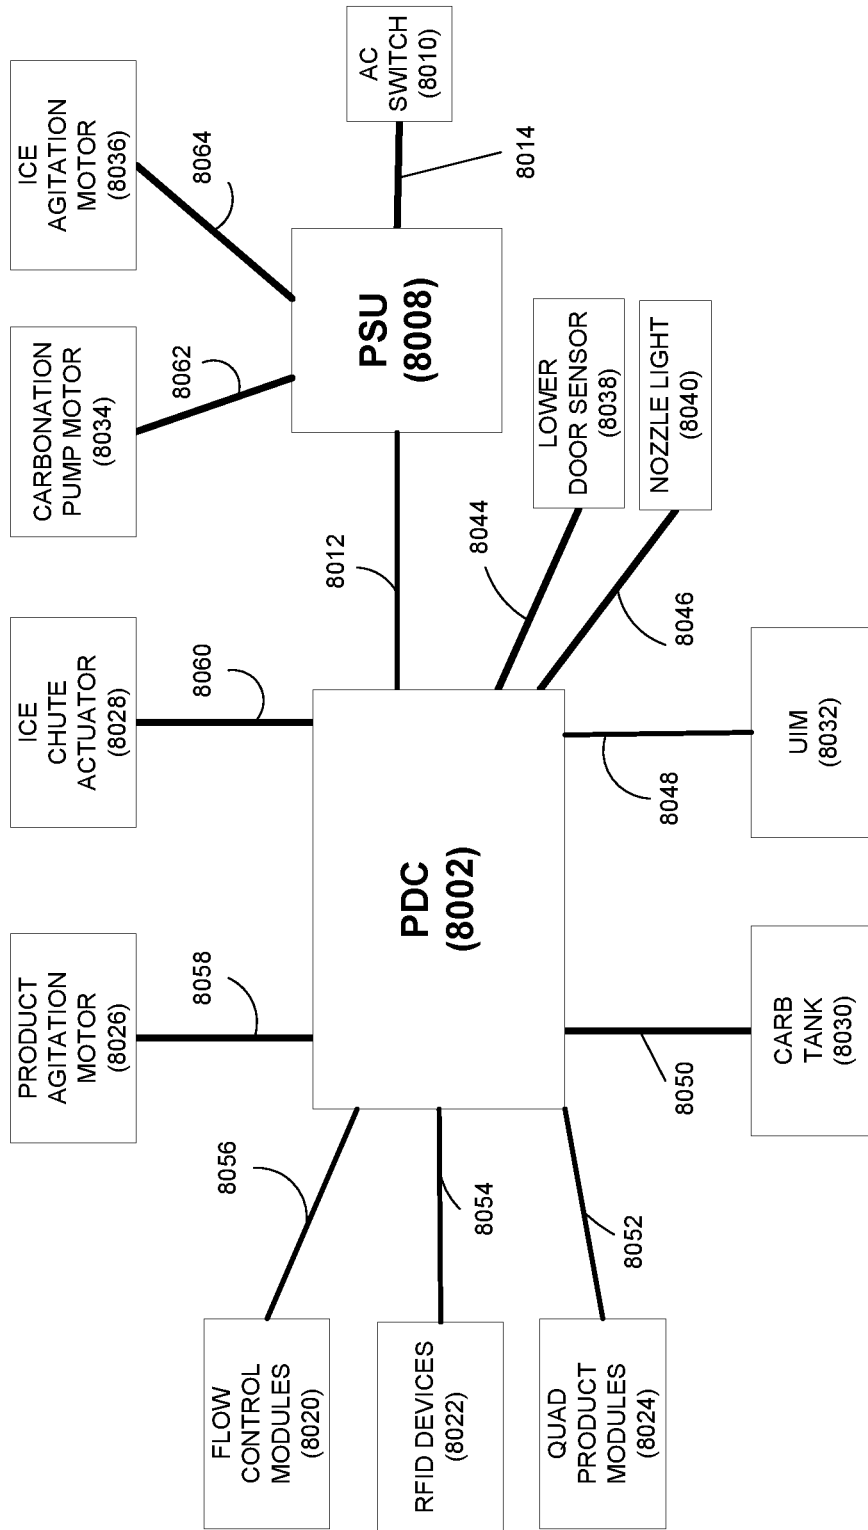 PRODUCT
AGITATION
MOTOR
(8026)
ICE
CHUTE
ACTUATOR
(8028)
CARBONATION
PUMP MOTOR
(8034)
ICE
AGITATION
MOTOR
(8036)
8058
8060
8062
8064
FLOW
CONTROL
MODULES
(8020)
8056
RFID DEVICES
(8022)
8054
QUAD
PRODUCT
MODULES
(8024)
8052
PDC
(8002)
8012
PSU
(8008)
AC
SWITCH
(8010)
8014
8044
LOWER
DOOR SENSOR
(8038)
8046
NOZZLE LIGHT
(8040)
8050
8048
CARB
TANK
(8030)
UIM
(8032)